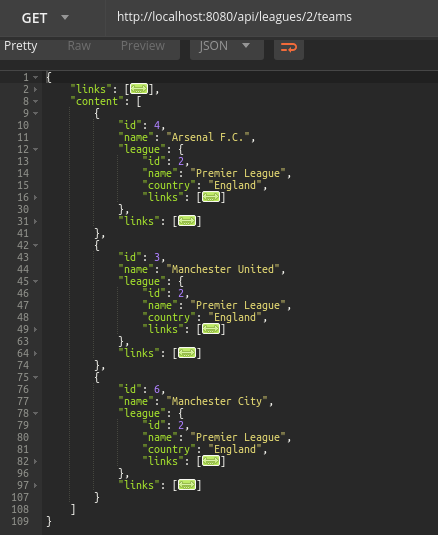 GET http://localhost:8080/api/leagues/2/teams
Pretty Raw Preview JSON
1 {
2 "links": [],
8 "content": [
9 {
10 "id": 4,
11 "name": "Arsenal F.C.",
12 "league": {
13 "id": 2,
14 "name": "Premier League",
15 "country": "England",
16 "links": []
30 },
31 "links": []
41 },
42 {
43 "id": 3,
44 "name": "Manchester United",
45 "league": {
46 "id": 2,
47 "name": "Premier League",
48 "country": "England",
49 "links": []
63 },
64 "links": []
74 },
75 {
76 "id": 6,
77 "name": "Manchester City",
78 "league": {
79 "id": 2,
80 "name": "Premier League",
81 "country": "England",
82 "links": []
96 },
97 "links": []
107 }
108 ]
109 }